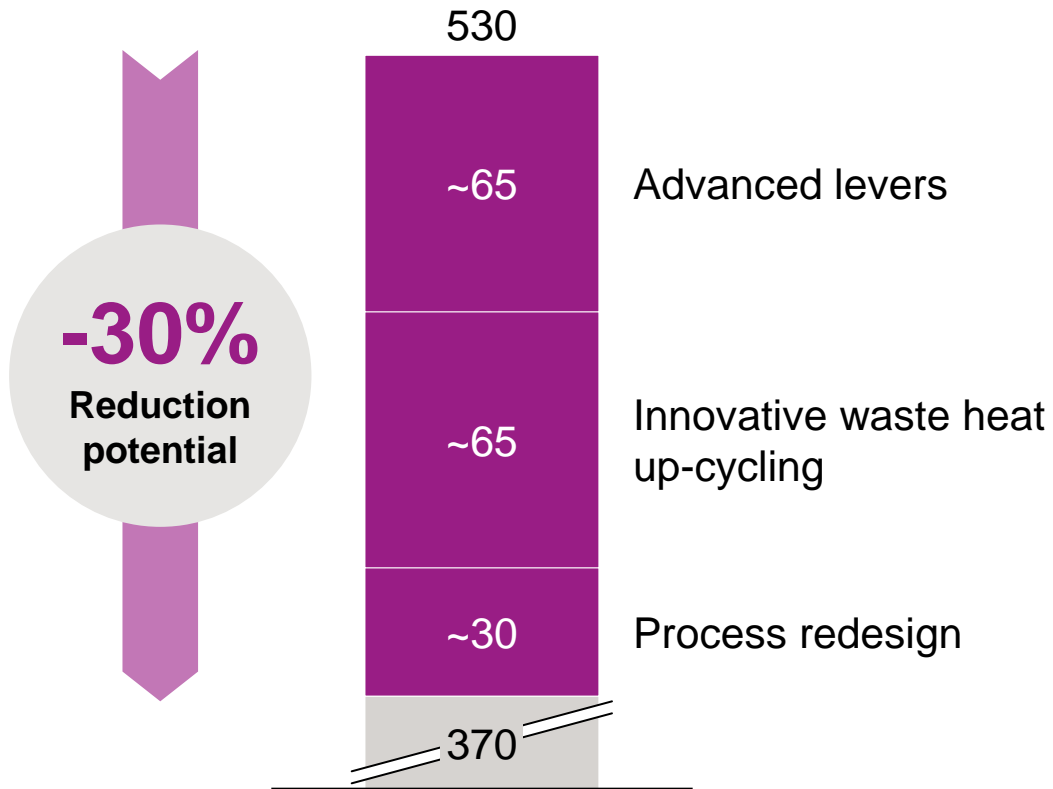 530
~65
Advanced levers
-30%
Reduction
potential
~65
Innovative waste heat
up-cycling
~30
Process redesign
370